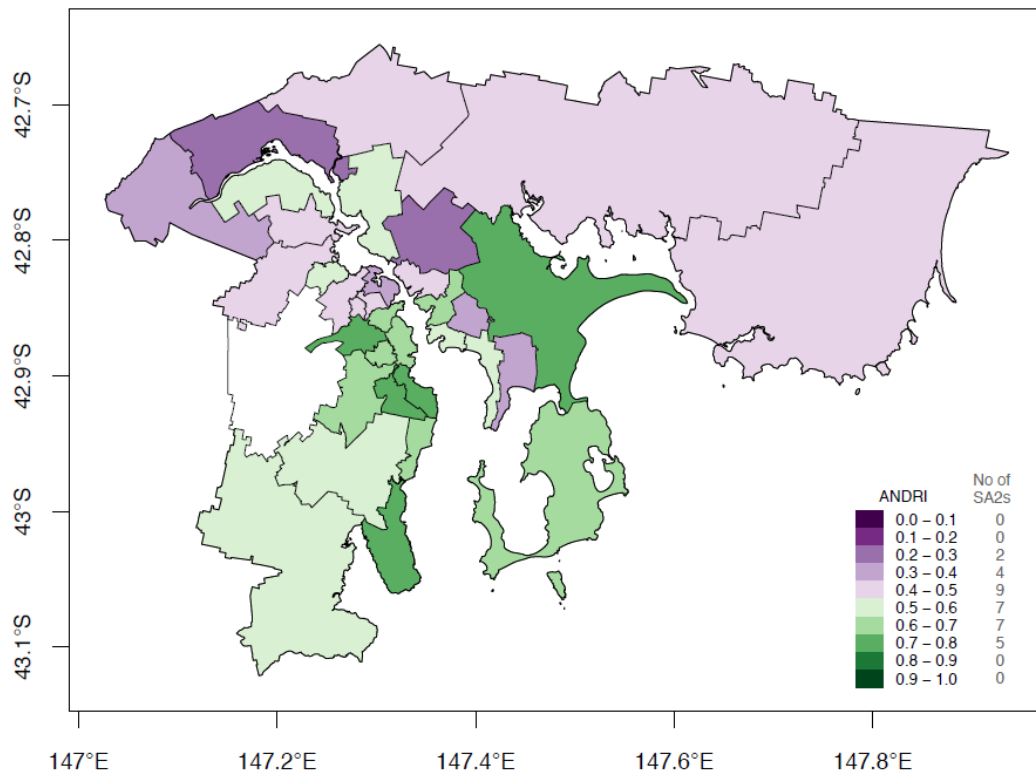 42.7°S
42.8°S
42.9°S
43°S
43.1°S
No of
ANDRI SA2s
0.0 – 0.1 0
0.1 – 0.2 0
0.2 – 0.3 2
0.3 – 0.4 4
0.4 – 0.5 9
0.5 – 0.6 7
0.6 – 0.7 7
0.7 – 0.8 5
0.8 – 0.9 0
0.9 – 1.0 0
147°E 147.2°E 147.4°E 147.6°E 147.8°E